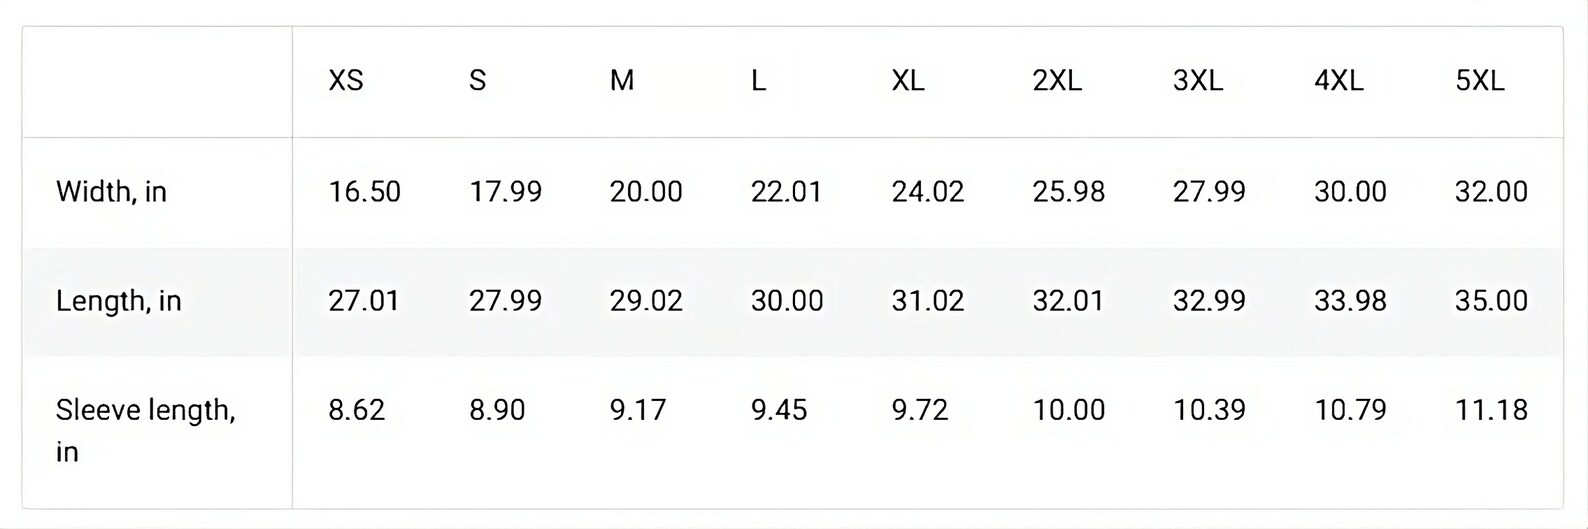 XS S M L XL 2XL 3XL 4XL 5XL
Width, in 16.50 17.99 20.00 22.01 24.02 25.98 27.99 30.00 32.00
Length, in 27.01 27.99 29.02 30.00 31.02 32.01 32.99 33.98 35.00
Sleeve length, 8.62 8.90 9.17 9.45 9.72 10.00 10.39 10.79 11.18
in